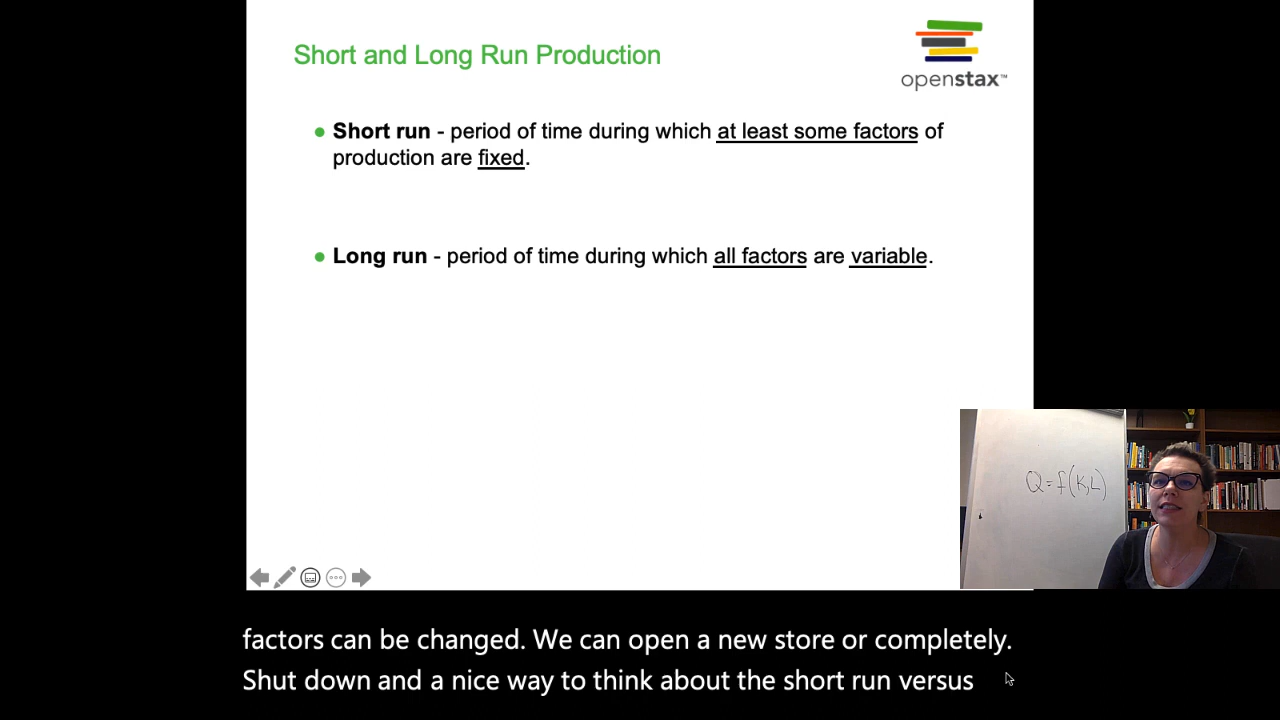 Short and Long Run Production
openstax™
● Short run - period of time during which at least some factors of
production are fixed.
● Long run - period of time during which all factors are variable.
Q=f(K,L)
factors can be changed. We can open a new store or completely.
Shut down and a nice way to think about the short run versus